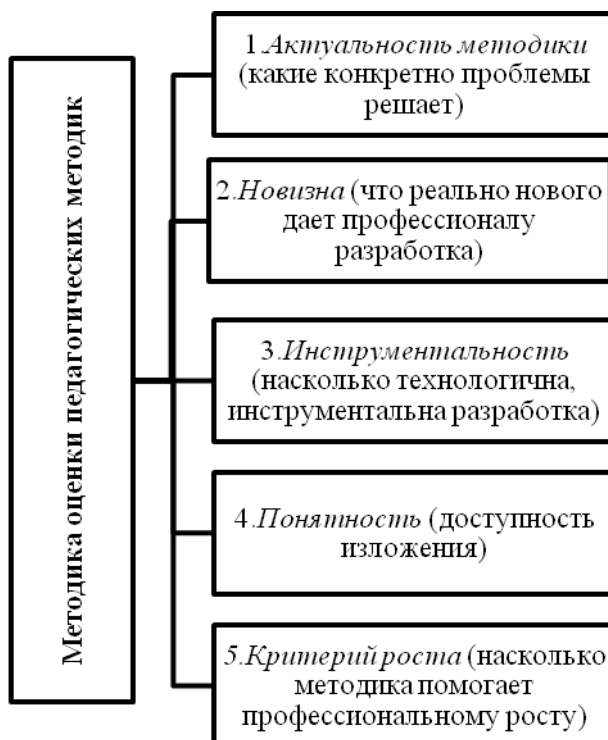 Методика оценки педагогических методик
1.Актуальность методики
(какие конкретно проблемы
решает)
2.Новизна (что реально нового
дает профессионалу
разработка)
3.Инструментальность
(насколько технологична,
инструментальна разработка)
4.Понятность (доступность
изложения)
5.Критерий роста (насколько
методика помогает
профессиональному росту)